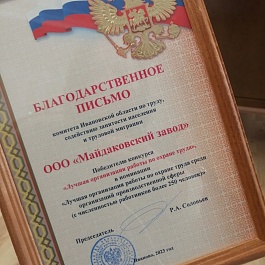 БЛАГОДАРСТВЕННОЕ
ПИСЬМО
комитета Ивановской области по труду,
содействию занятости населения
и трудовой миграции
ООО «Майдаковский завод»
Победителю конкурса
«Лучшая организация работы по охране труда»
в номинации
«Лучшая организация работы по охране труда среди
организаций производственной сферы
(с численностью работников более 250 человек)»
Председатель
Р.А. Соловьев
Иваново, 2023 год